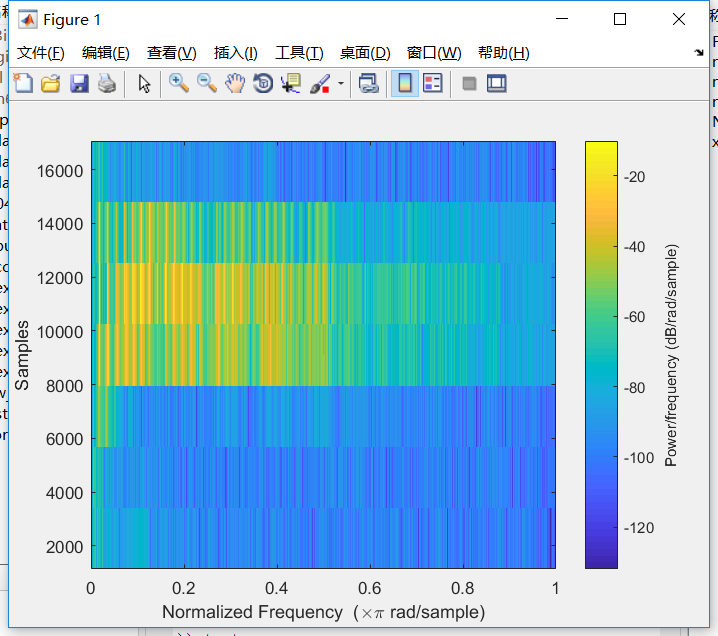 Figure 1
文件(F) 编辑(E) 查看(V) 插入(I) 工具(T) 桌面(D) 窗口(W) 帮助(H)
16000
14000
12000
10000
8000
6000
4000
2000
Samples
0 0.2 0.4 0.6 0.8 1
Normalized Frequency (×π rad/sample)
-20
-40
-60
-80
-100
-120
Power/frequency (dB/rad/sample)